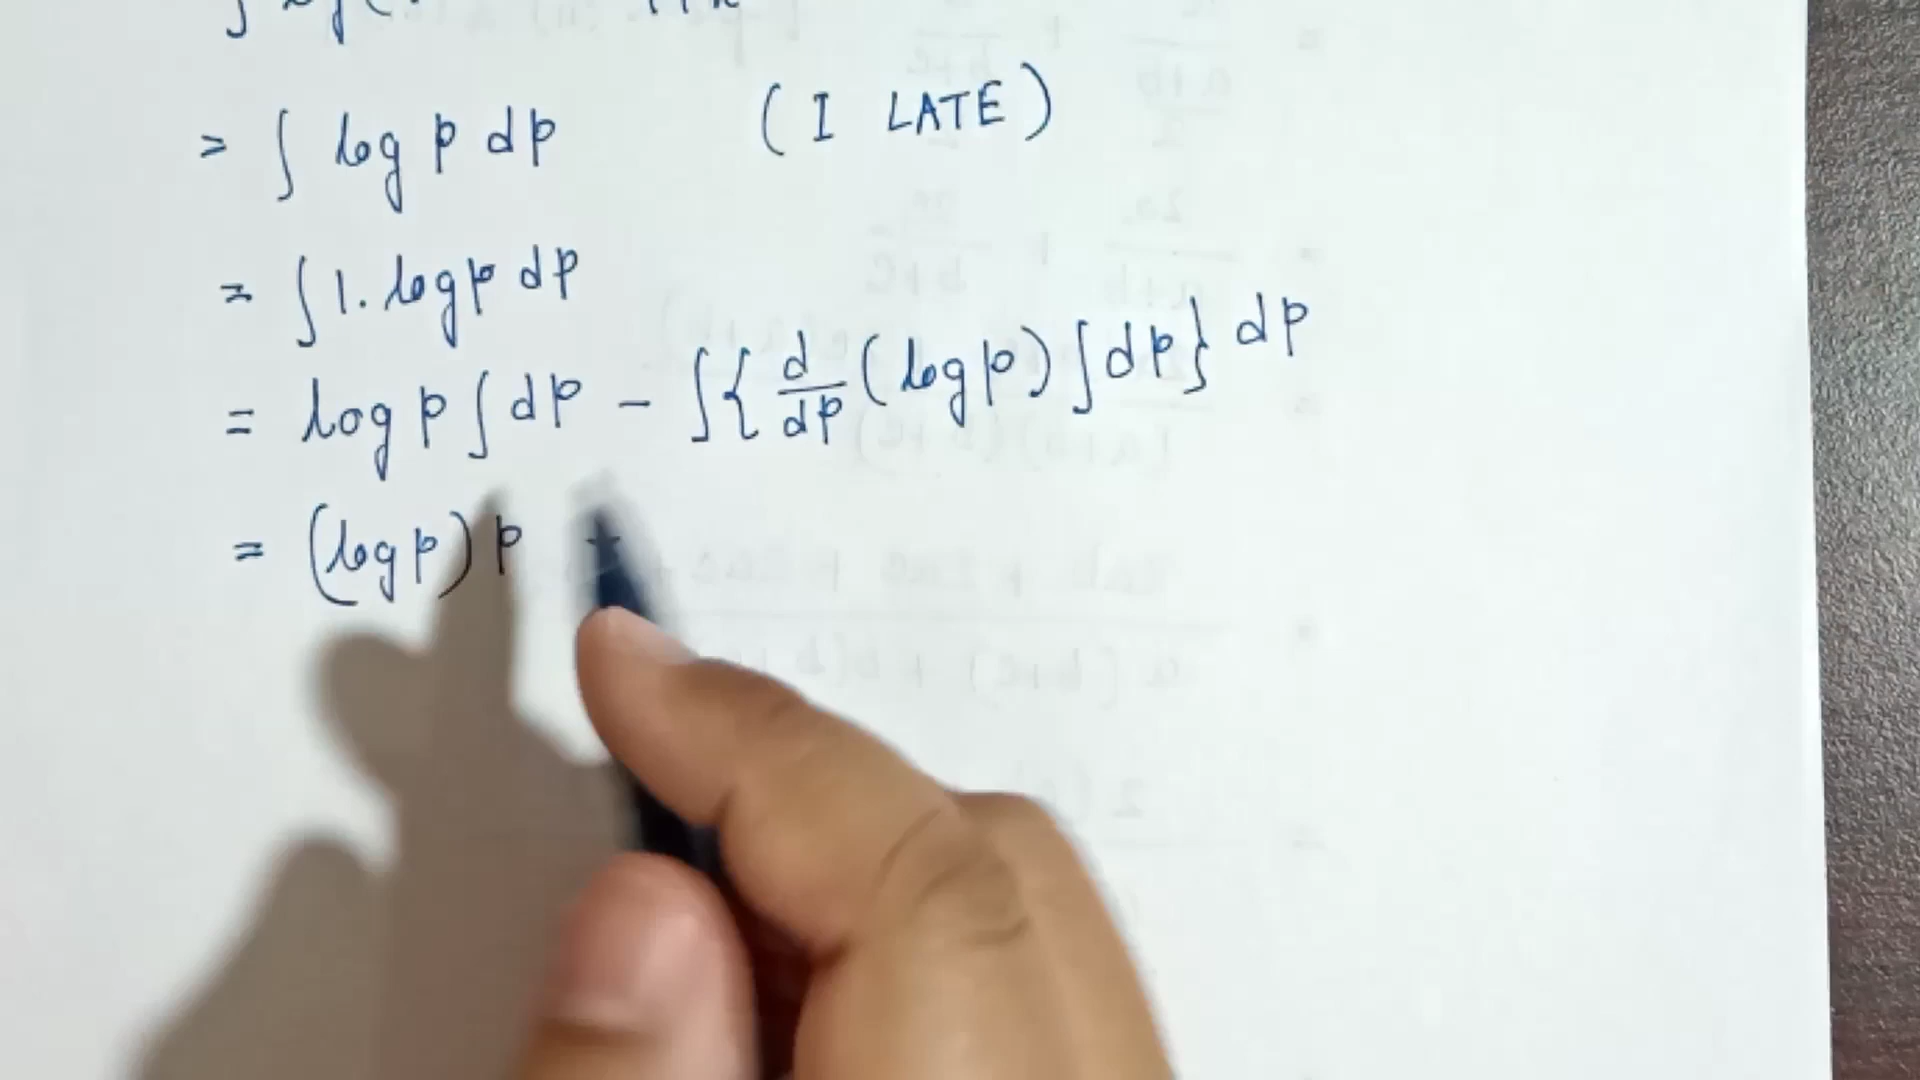 = ∫ log p dp (I LATE)
= ∫ 1. log p dp
= log p ∫ dp - ∫ { d/dp (log p) ∫ dp } dp
= (log p) p